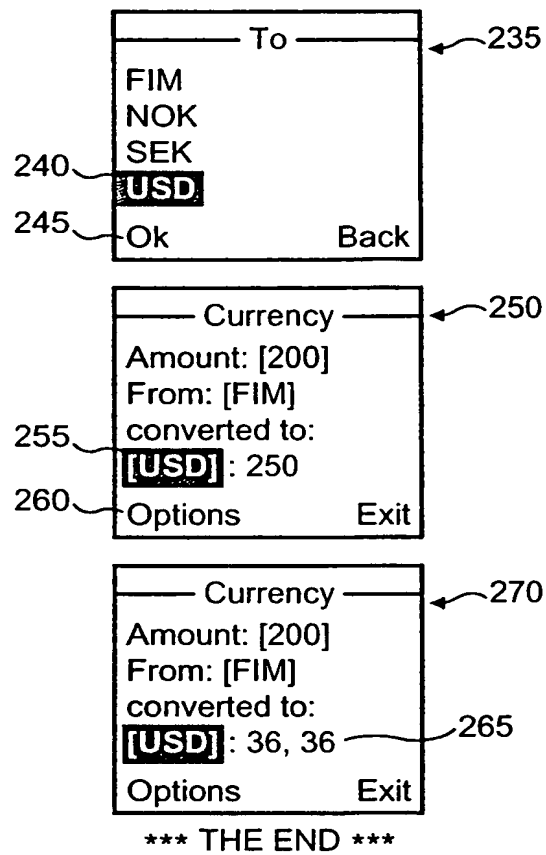 To
235
FIM
NOK
SEK
240
USD
245
Ok Back
Currency
250
Amount: [200]
From: [FIM]
converted to:
255
[USD] : 250
260
Options Exit
Currency
270
Amount: [200]
From: [FIM]
converted to:
[USD] : 36, 36
265
Options Exit
*** THE END ***